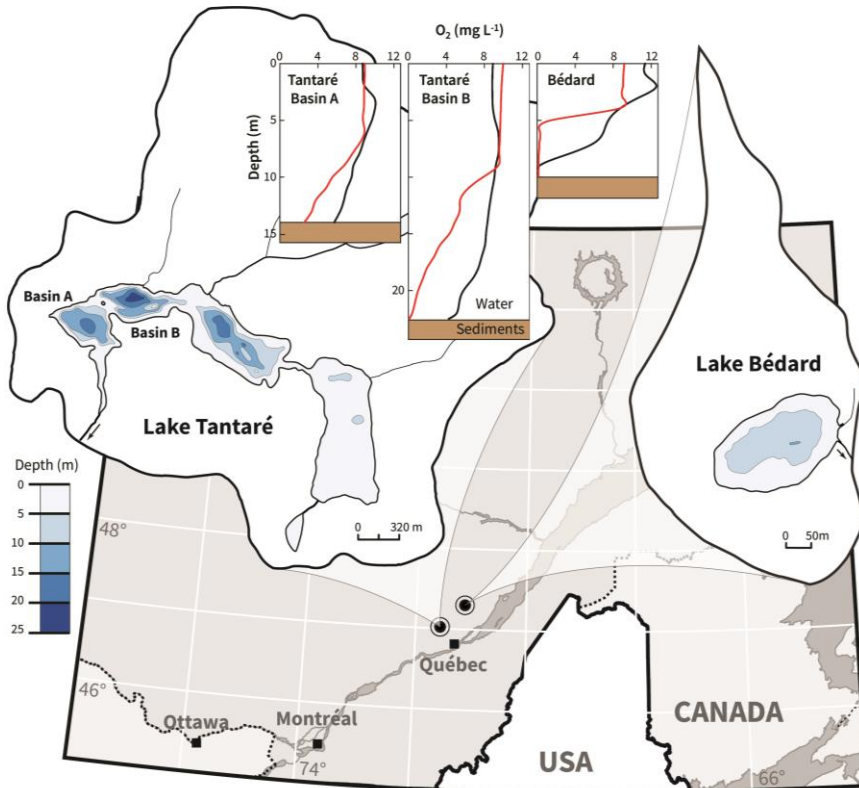 O₂ (mg L⁻¹)
0 4 8 12
0 4 8 12
0 4 8 12
Tantaré
Basin A
Tantaré
Basin B
Bédard
Depth (m)
0
5
10
15
20
Water
Sediments
Basin A
Basin B
Lake Tantaré
Lake Bédard
Depth (m)
0
5
10
15
20
25
0 320 m
0 50m
48°
46°
Québec
Ottawa
Montréal
74°
CANADA
USA
66°